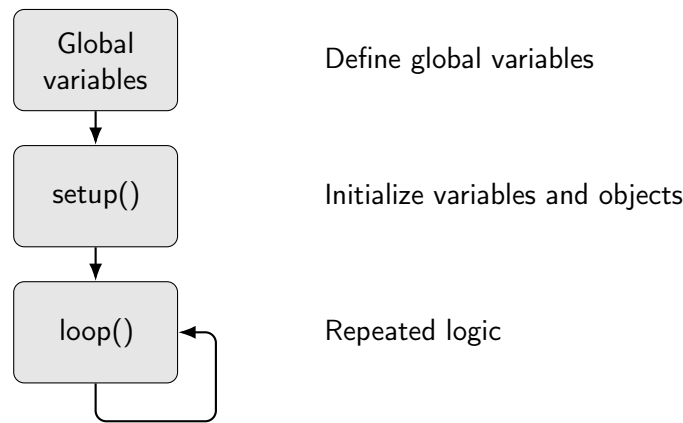 Global
variables
Define global variables
setup()
Initialize variables and objects
loop()
Repeated logic